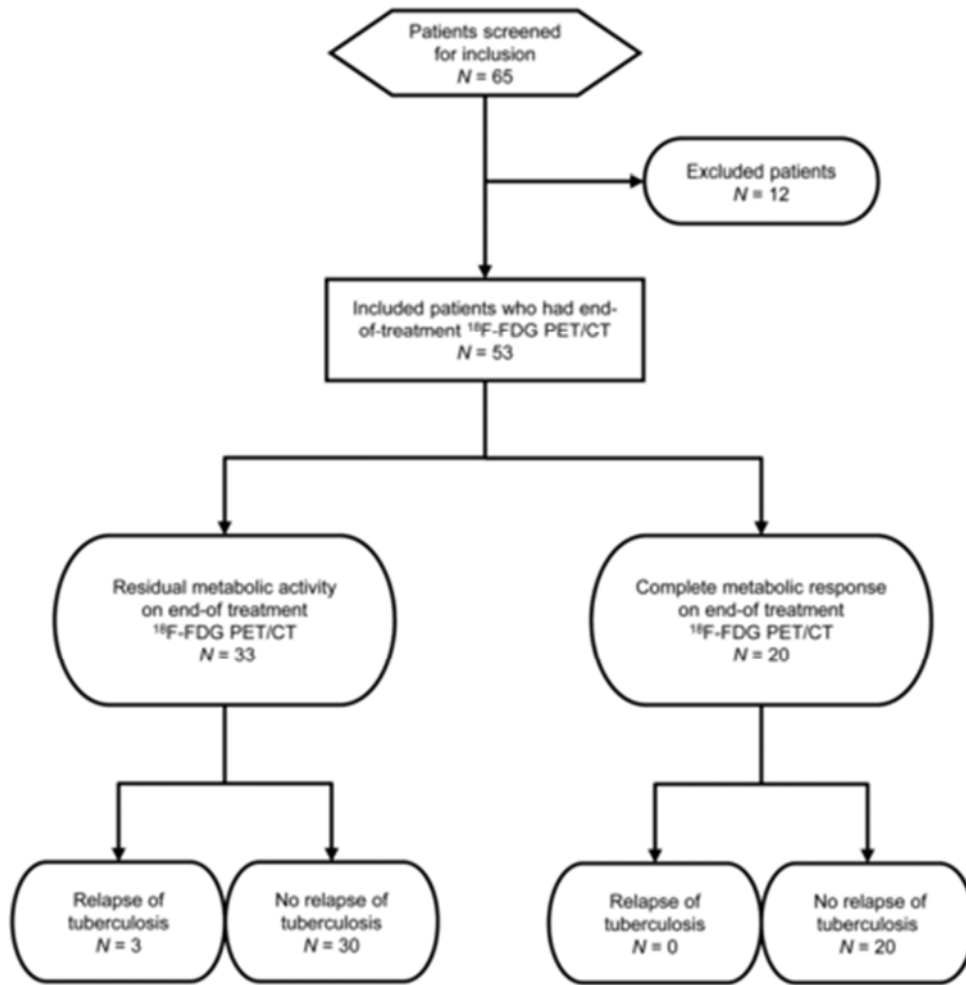 Patients screened
for inclusion
N = 65
Excluded patients
N = 12
Included patients who had end-
of-treatment ¹⁸F-FDG PET/CT
N = 53
Residual metabolic activity
on end-of treatment
¹⁸F-FDG PET/CT
N = 33
Complete metabolic response
on end-of treatment
¹⁸F-FDG PET/CT
N = 20
Relapse of
tuberculosis
N = 3
No relapse of
tuberculosis
N = 30
Relapse of
tuberculosis
N = 0
No relapse of
tuberculosis
N = 20